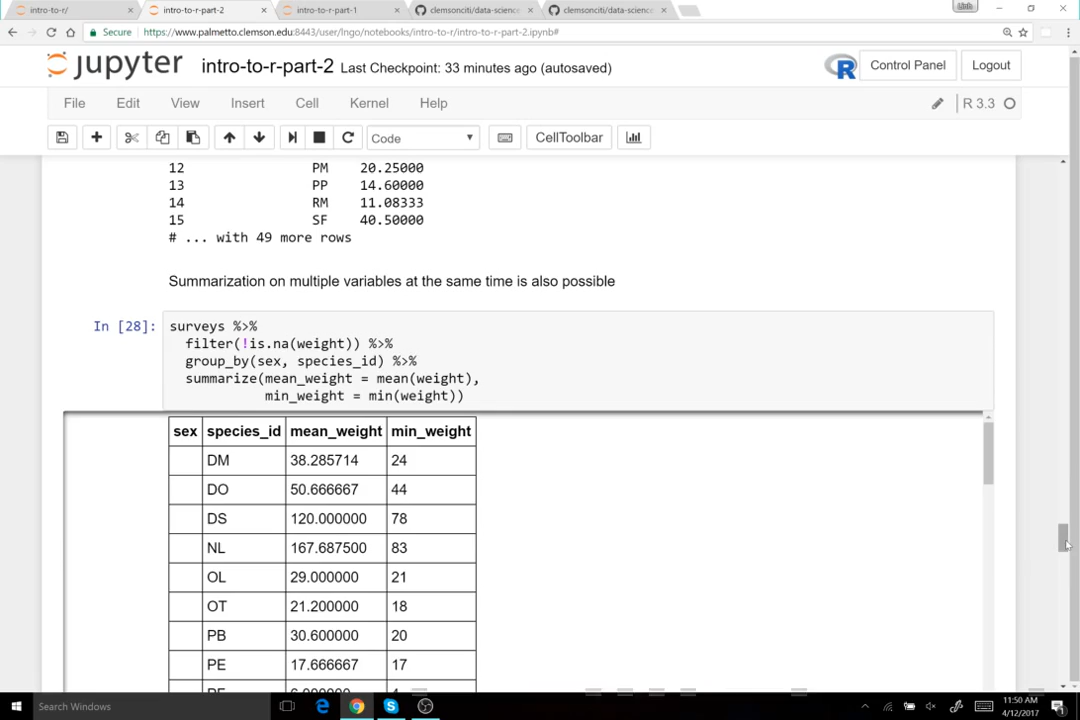 intro-to-r/ × intro-to-r-part-2 × intro-to-r-part-1 × clemsonciti/data-science × clemsonciti/data-science ×
Linh
Secure https://www.palmetto.clemson.edu:8443/user/lngo/notebooks/intro-to-r/intro-to-r-part-2.ipynb#
jupyter intro-to-r-part-2 Last Checkpoint: 33 minutes ago (autosaved) R Control Panel Logout
File Edit View Insert Cell Kernel Help R 3.3
Code CellToolbar
12 PM 20.25000
13 PP 14.60000
14 RM 11.08333
15 SF 40.50000
# ... with 49 more rows
Summarization on multiple variables at the same time is also possible
In [28]: surveys %>%
filter(!is.na(weight)) %>%
group_by(sex, species_id) %>%
summarize(mean_weight = mean(weight),
min_weight = min(weight))
sex species_id mean_weight min_weight
DM 38.285714 24
DO 50.666667 44
DS 120.000000 78
NL 167.687500 83
OL 29.000000 21
OT 21.200000 18
PB 30.600000 20
PE 17.666667 17
Search Windows
11:50 AM
4/12/2017